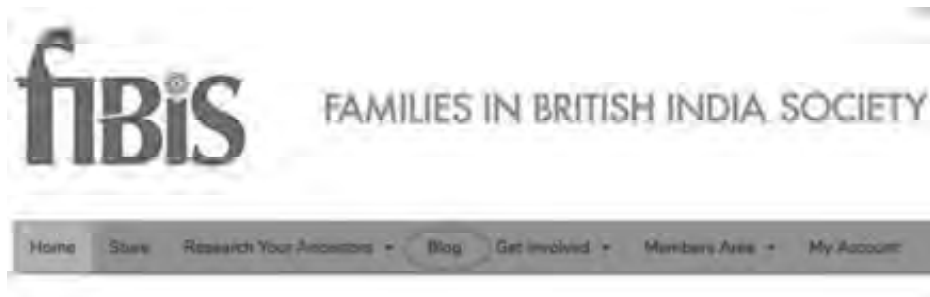 fiBiS
FAMILIES IN BRITISH INDIA SOCIETY
Home Store Research Your Ancestors Blog Get Involved Members Area My Account